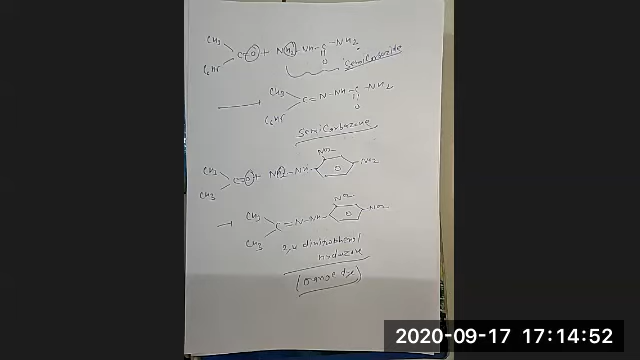 CH3
C=O + NH2-NH-C-NH2
C6H5
O
Semicarbazide
CH3
C=N-NH-C-NH2
C6H5
O
Semicarbazone
NO2
CH3
C=O + NH2-NH- -NO2
CH3
NO2
CH3
C=N-NH- -NO2
CH3
2,4 dinitrophenyl
hydrazone
(orange dye)
2020-09-17 17:14:52